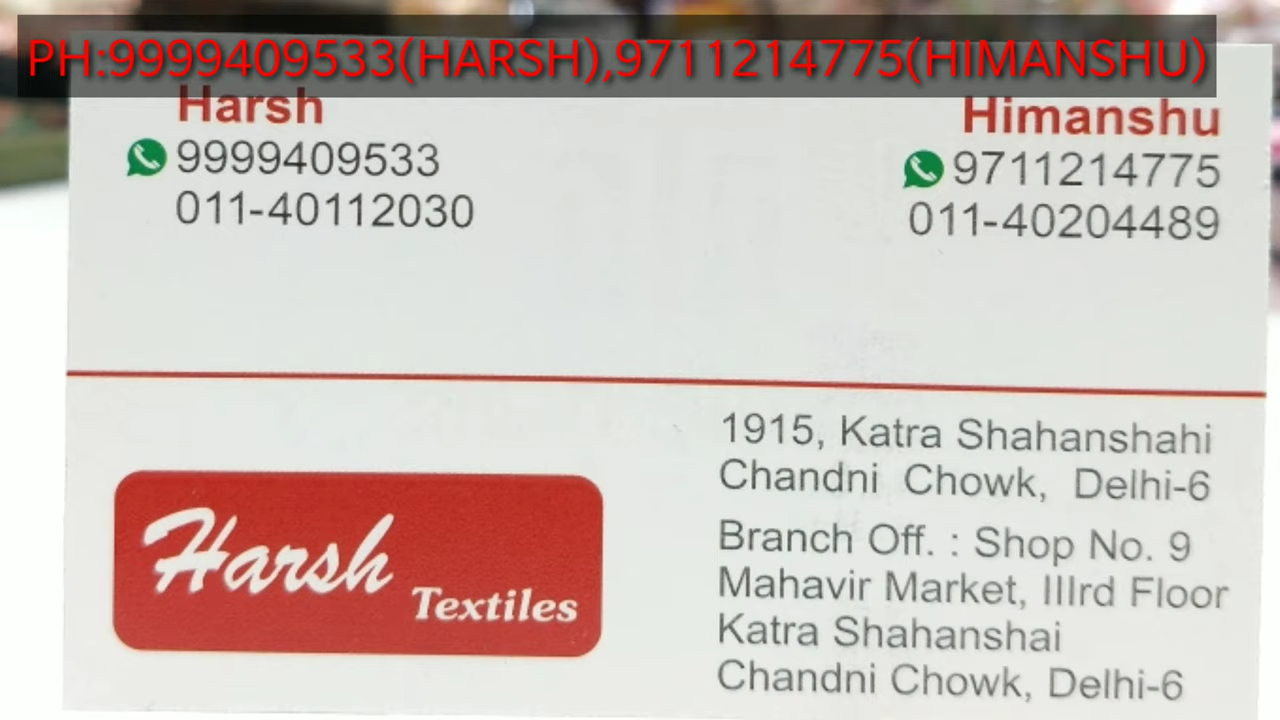 PH:9999409533(HARSH),9711214775(HIMANSHU)
Harsh
9999409533
011-40112030
Himanshu
9711214775
011-40204489
Harsh
Textiles
1915, Katra Shahanshahi
Chandni Chowk, Delhi-6
Branch Off. : Shop No. 9
Mahavir Market, IIIrd Floor
Katra Shahanshai
Chandni Chowk, Delhi-6